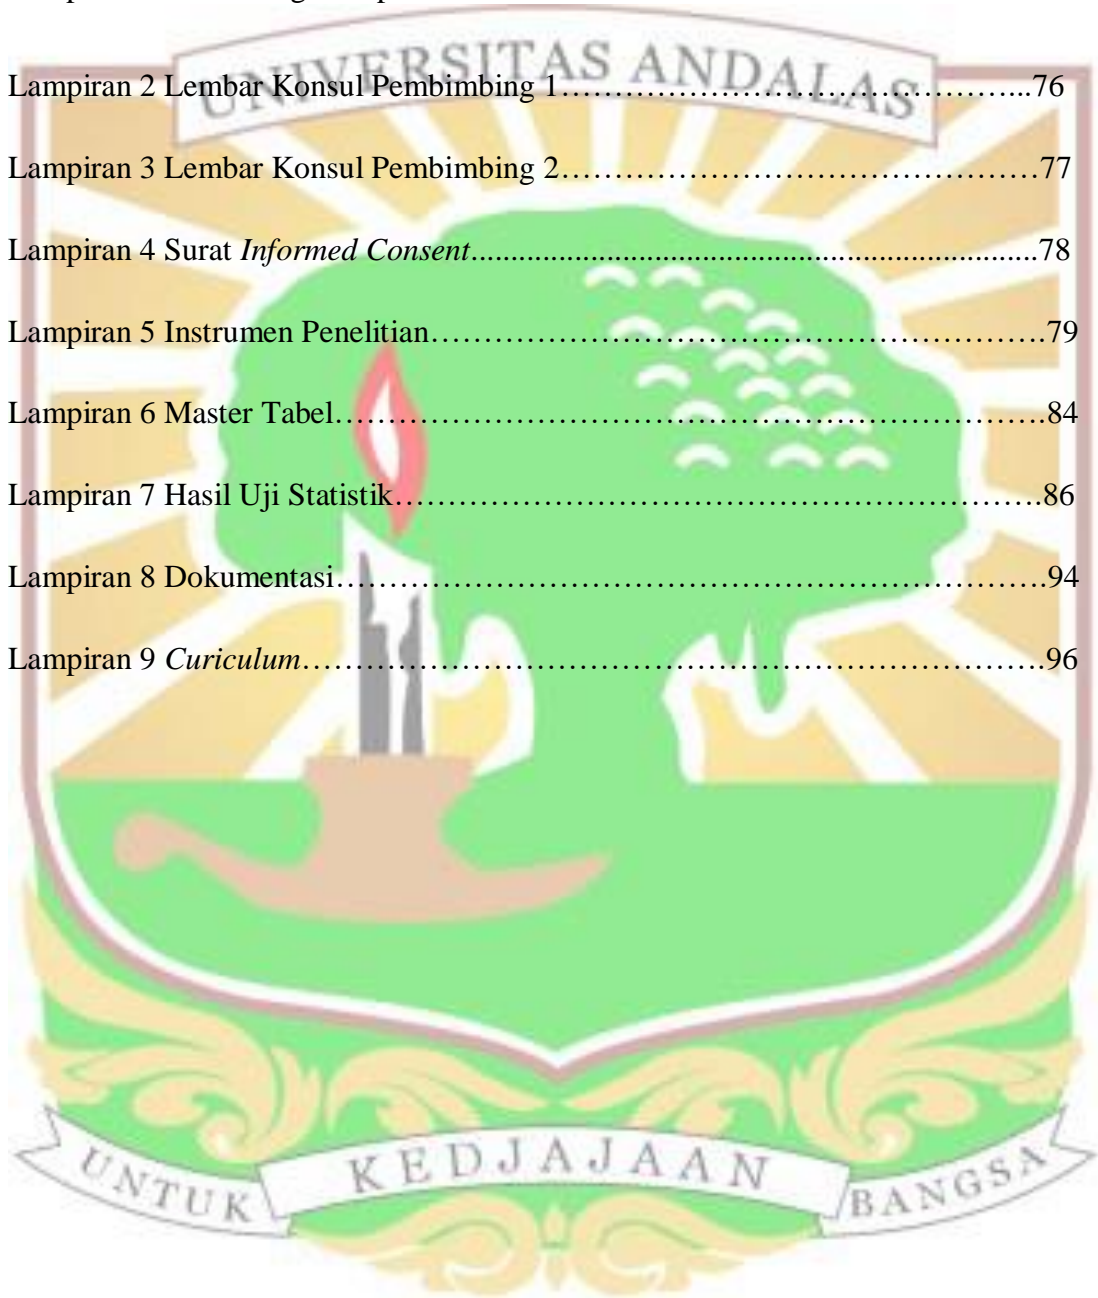 UNIVERSITAS ANDALAS
Lampiran 2 Lembar Konsul Pembimbing 1……………………………………...76
Lampiran 3 Lembar Konsul Pembimbing 2………………………………………77
Lampiran 4 Surat Informed Consent.....................................................................78
Lampiran 5 Instrumen Penelitian………………………………………………….79
Lampiran 6 Master Tabel………………………………………………………….84
Lampiran 7 Hasil Uji Statistik…………………………………………………….86
Lampiran 8 Dokumentasi………………………………………………………….94
Lampiran 9 Curiculum…………………………………………………………….96
UNTUK KEDJAJAAN BANGSA